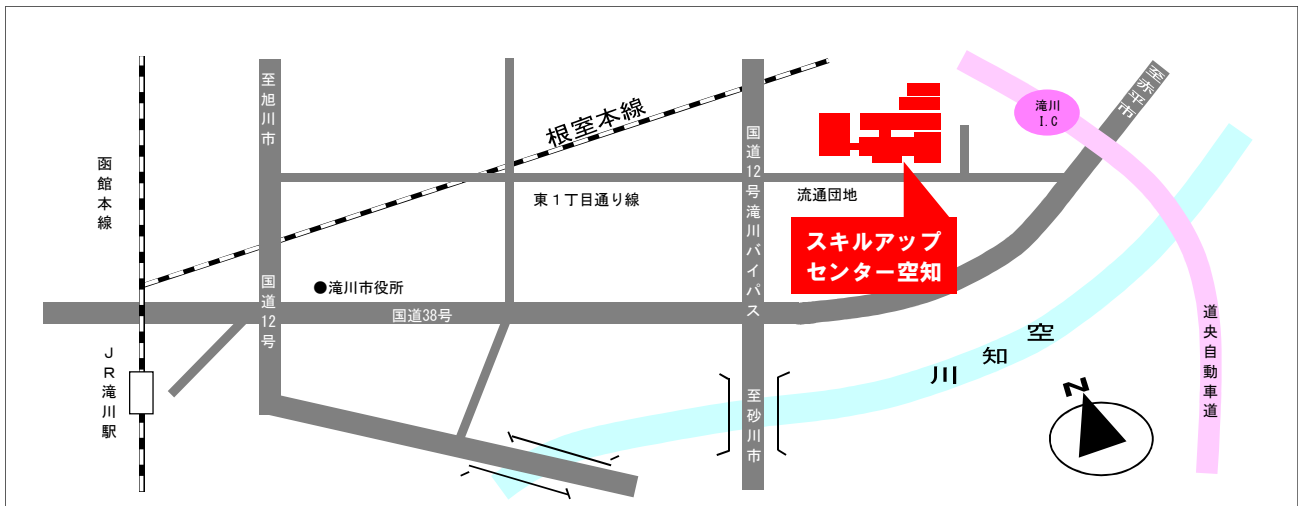 函館本線
至旭川市
根室本線
国道12号滝川バイパス
滝川
I.C
至赤平市
東1丁目通り線
流通団地
スキルアップ
センター空知
国道12号
●滝川市役所
国道38号
JR滝川駅
空知川
道央自動車道
至砂川市
N